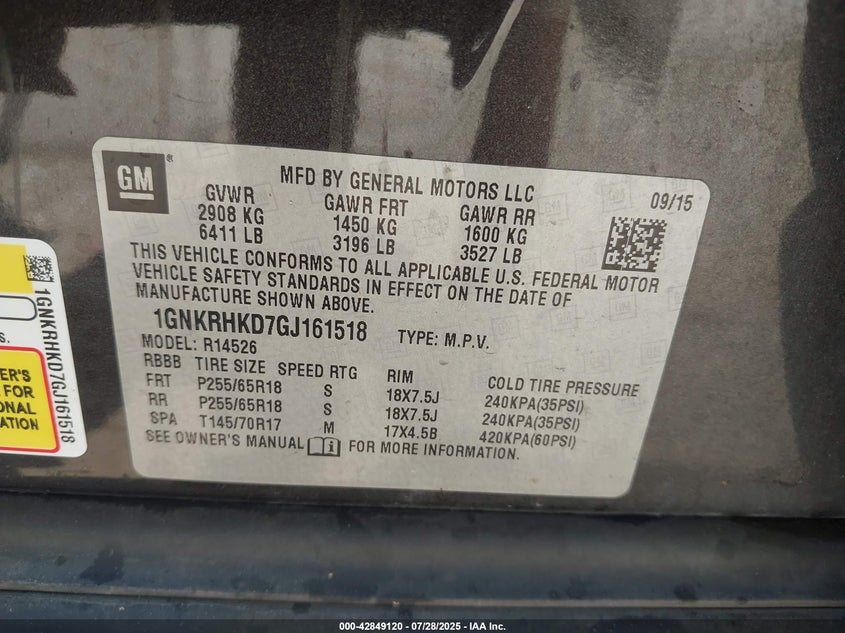 GM
®
MFD BY GENERAL MOTORS LLC
09/15
GVWR GAWR FRT GAWR RR
2908 KG 1450 KG 1600 KG
6411 LB 3196 LB 3527 LB
THIS VEHICLE CONFORMS TO ALL APPLICABLE U.S. FEDERAL MOTOR
VEHICLE SAFETY STANDARDS IN EFFECT ON THE DATE OF
MANUFACTURE SHOWN ABOVE.
1GNKRHKD7GJ161518 TYPE: M.P.V.
MODEL: R14526
RBBB TIRE SIZE SPEED RTG RIM COLD TIRE PRESSURE
FRT P255/65R18 S 18X7.5J 240KPA(35PSI)
RR P255/65R18 S 18X7.5J 240KPA(35PSI)
SPA T145/70R17 M 17X4.5B 420KPA(60PSI)
SEE OWNER'S MANUAL FOR MORE INFORMATION.
1GNKRHKD7GJ161518
FOR
000-42849120 - 07/28/2025 - IAA Inc.